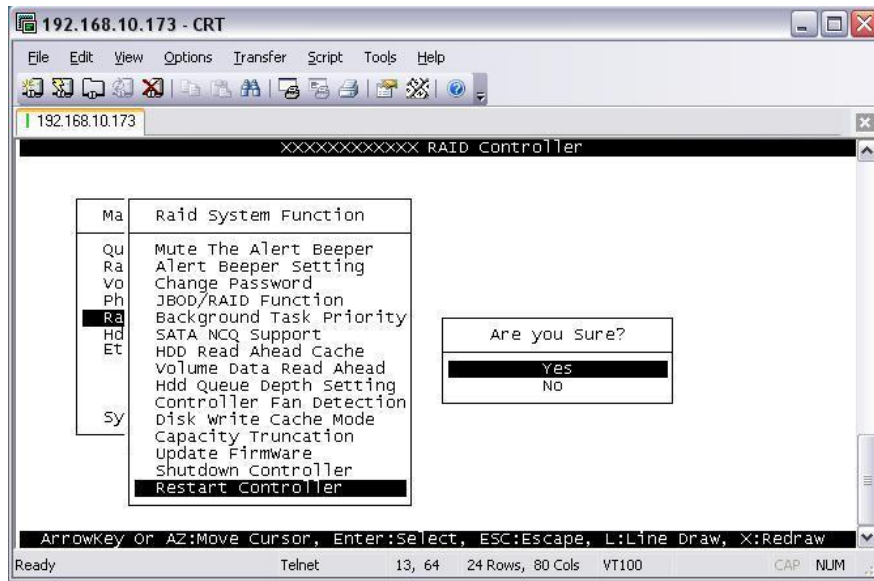 192.168.10.173 - CRT
File Edit View Options Transfer Script Tools Help
192.168.10.173
XXXXXXXXXXXX RAID Controller
Ma
Qu
Ra
Vo
Ph
Ra
Hd
Et
Sy
Raid System Function
Mute The Alert Beeper
Alert Beeper Setting
Change Password
JBOD/RAID Function
Background Task Priority
SATA NCQ Support
HDD Read Ahead Cache
Volume Data Read Ahead
Hdd Queue Depth Setting
Controller Fan Detection
Disk Write Cache Mode
Capacity Truncation
Update FirmWare
Shutdown Controller
Restart Controller
Are you Sure?
Yes
No
ArrowKey Or AZ:Move Cursor, Enter:Select, ESC:Escape, L:Line Draw, X:Redraw
Ready Telnet 13, 64 24 Rows, 80 Cols VT100 CAP NUM